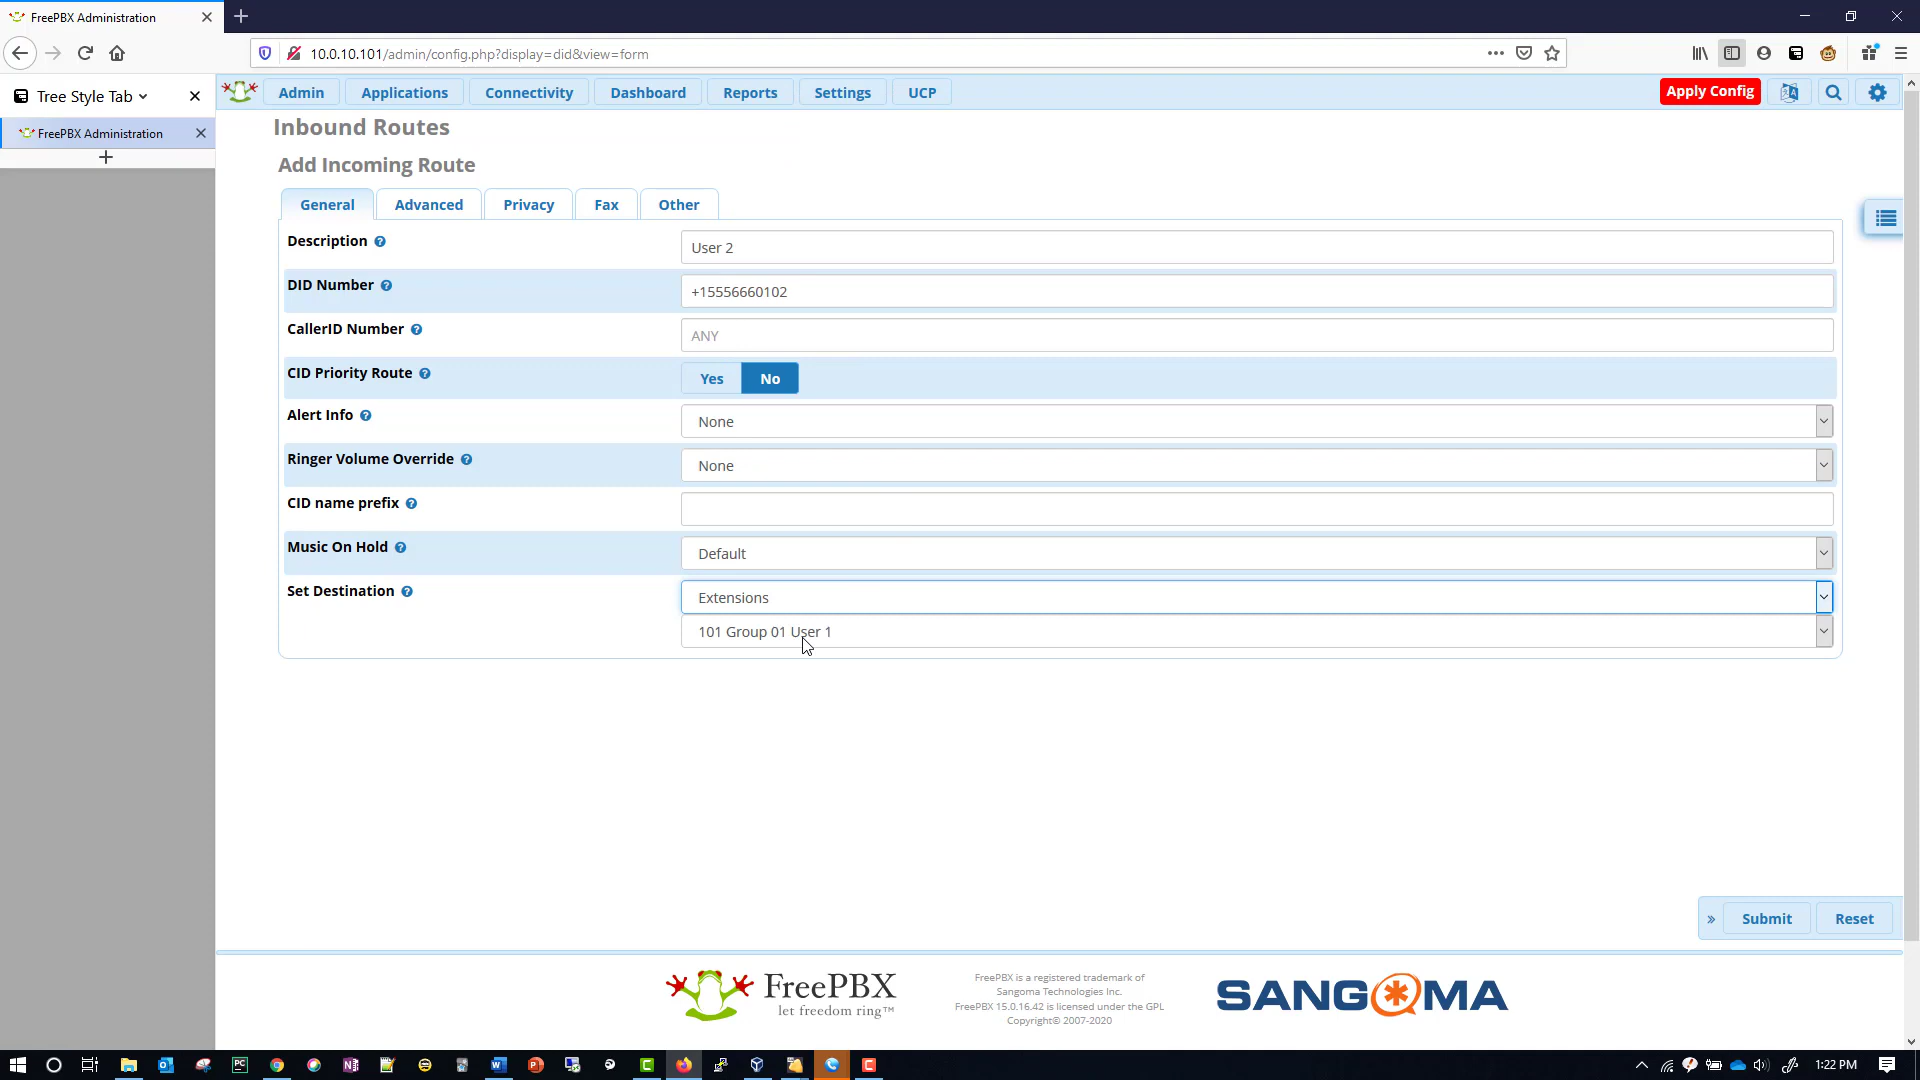 FreePBX Administration
10.0.10.101/admin/config.php?display=did&view=form
Tree Style Tab
FreePBX Administration
Admin
Applications
Connectivity
Dashboard
Reports
Settings
UCP
Apply Config
Inbound Routes
Add Incoming Route
General
Advanced
Privacy
Fax
Other
Description
User 2
DID Number
+15556660102
CallerID Number
ANY
CID Priority Route
Yes
No
Alert Info
None
Ringer Volume Override
None
CID name prefix
Music On Hold
Default
Set Destination
Extensions
101 Group 01 User 1
» Submit
Reset
FreePBX
let freedom ring™
FreePBX is a registered trademark of
Sangoma Technologies Inc.
FreePBX 15.0.16.42 is licensed under the GPL
Copyright© 2007-2020
SANGOMA
1:22 PM